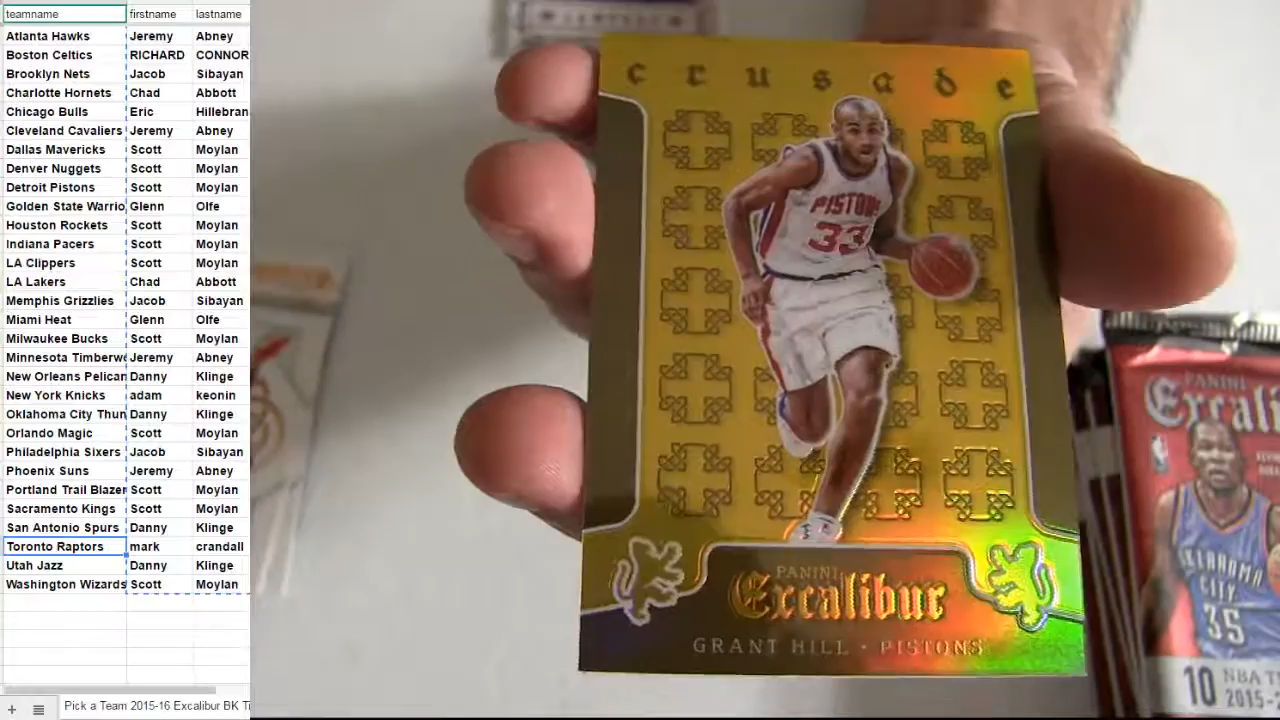 teamname firstname lastname
Atlanta Hawks Jeremy Abney
Boston Celtics RICHARD CONNOR
Brooklyn Nets Jacob Sibayan
Charlotte Hornets Chad Abbott
Chicago Bulls Eric Hillebran
Cleveland Cavaliers Jeremy Abney
Dallas Mavericks Scott Moylan
Denver Nuggets Scott Moylan
Detroit Pistons Scott Moylan
Golden State Warrio Glenn Olfe
Houston Rockets Scott Moylan
Indiana Pacers Scott Moylan
LA Clippers Scott Moylan
LA Lakers Chad Abbott
Memphis Grizzlies Jacob Sibayan
Miami Heat Glenn Olfe
Milwaukee Bucks Scott Moylan
Minnesota Timberwo Jeremy Abney
New Orleans Pelican Danny Klinge
New York Knicks adam keonin
Oklahoma City Thun Danny Klinge
Orlando Magic Scott Moylan
Philadelphia Sixers Jacob Sibayan
Phoenix Suns Jeremy Abney
Portland Trail Blazer Scott Moylan
Sacramento Kings Scott Moylan
San Antonio Spurs Danny Klinge
Toronto Raptors mark crandall
Utah Jazz Danny Klinge
Washington Wizards Scott Moylan
Pick a Team 2015-16 Excalibur BK Ti
crusade
PISTONS
33
PANINI
Excalibur
GRANT HILL · PISTONS
PANINI
Excalibur
OKLAHOMA
CITY
35
10 NBA T
2015-